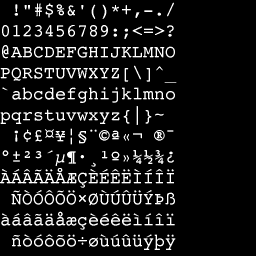 !"#$%&'()*+,-./
0123456789:;<=>?
@ABCDEFGHIJKLMNO
PQRSTUVWXYZ[\]^_
`abcdefghijklmno
pqrstuvwxyz{|}~
 ¡¢£¤¥¦§¨©ª«¬ ®¯
°±²³´µ¶·¸¹º»¼½¾¿
ÀÁÂÃÄÅÆÇÈÉÊËÌÍÎÏ
 ÑÒÓÔÕÖ×ØÙÚÛÜÝÞß
àáâãäåæçèéêëìíîï
 ñòóôõö÷øùúûüýþÿ